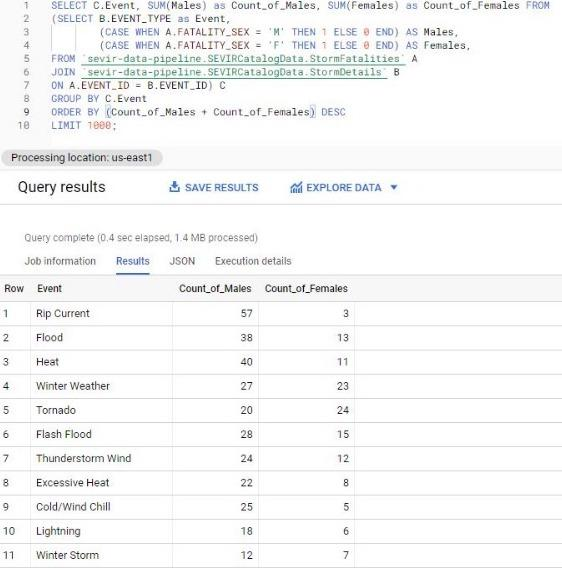 1 SELECT C.Event, SUM(Males) as Count_of_Males, SUM(Females) as Count_of_Females FROM
2 (SELECT B.EVENT_TYPE as Event,
3 (CASE WHEN A.FATALITY_SEX = 'M' THEN 1 ELSE 0 END) AS Males,
4 (CASE WHEN A.FATALITY_SEX = 'F' THEN 1 ELSE 0 END) AS Females,
5 FROM `sevir-data-pipeline.SEVIRCatalogData.StormFatalities` A
6 JOIN `sevir-data-pipeline.SEVIRCatalogData.StormDetails` B
7 ON A.EVENT_ID = B.EVENT_ID) C
8 GROUP BY C.Event
9 ORDER BY (Count_of_Males + Count_of_Females) DESC
10 LIMIT 1000;
Processing location: us-east1
Query results SAVE RESULTS EXPLORE DATA
Query complete (0.4 sec elapsed, 1.4 MB processed)
Job information Results JSON Execution details
Row Event Count_of_Males Count_of_Females
1 Rip Current 57 3
2 Flood 38 13
3 Heat 40 11
4 Winter Weather 27 23
5 Tornado 20 24
6 Flash Flood 28 15
7 Thunderstorm Wind 24 12
8 Excessive Heat 22 8
9 Cold/Wind Chill 25 5
10 Lightning 18 6
11 Winter Storm 12 7